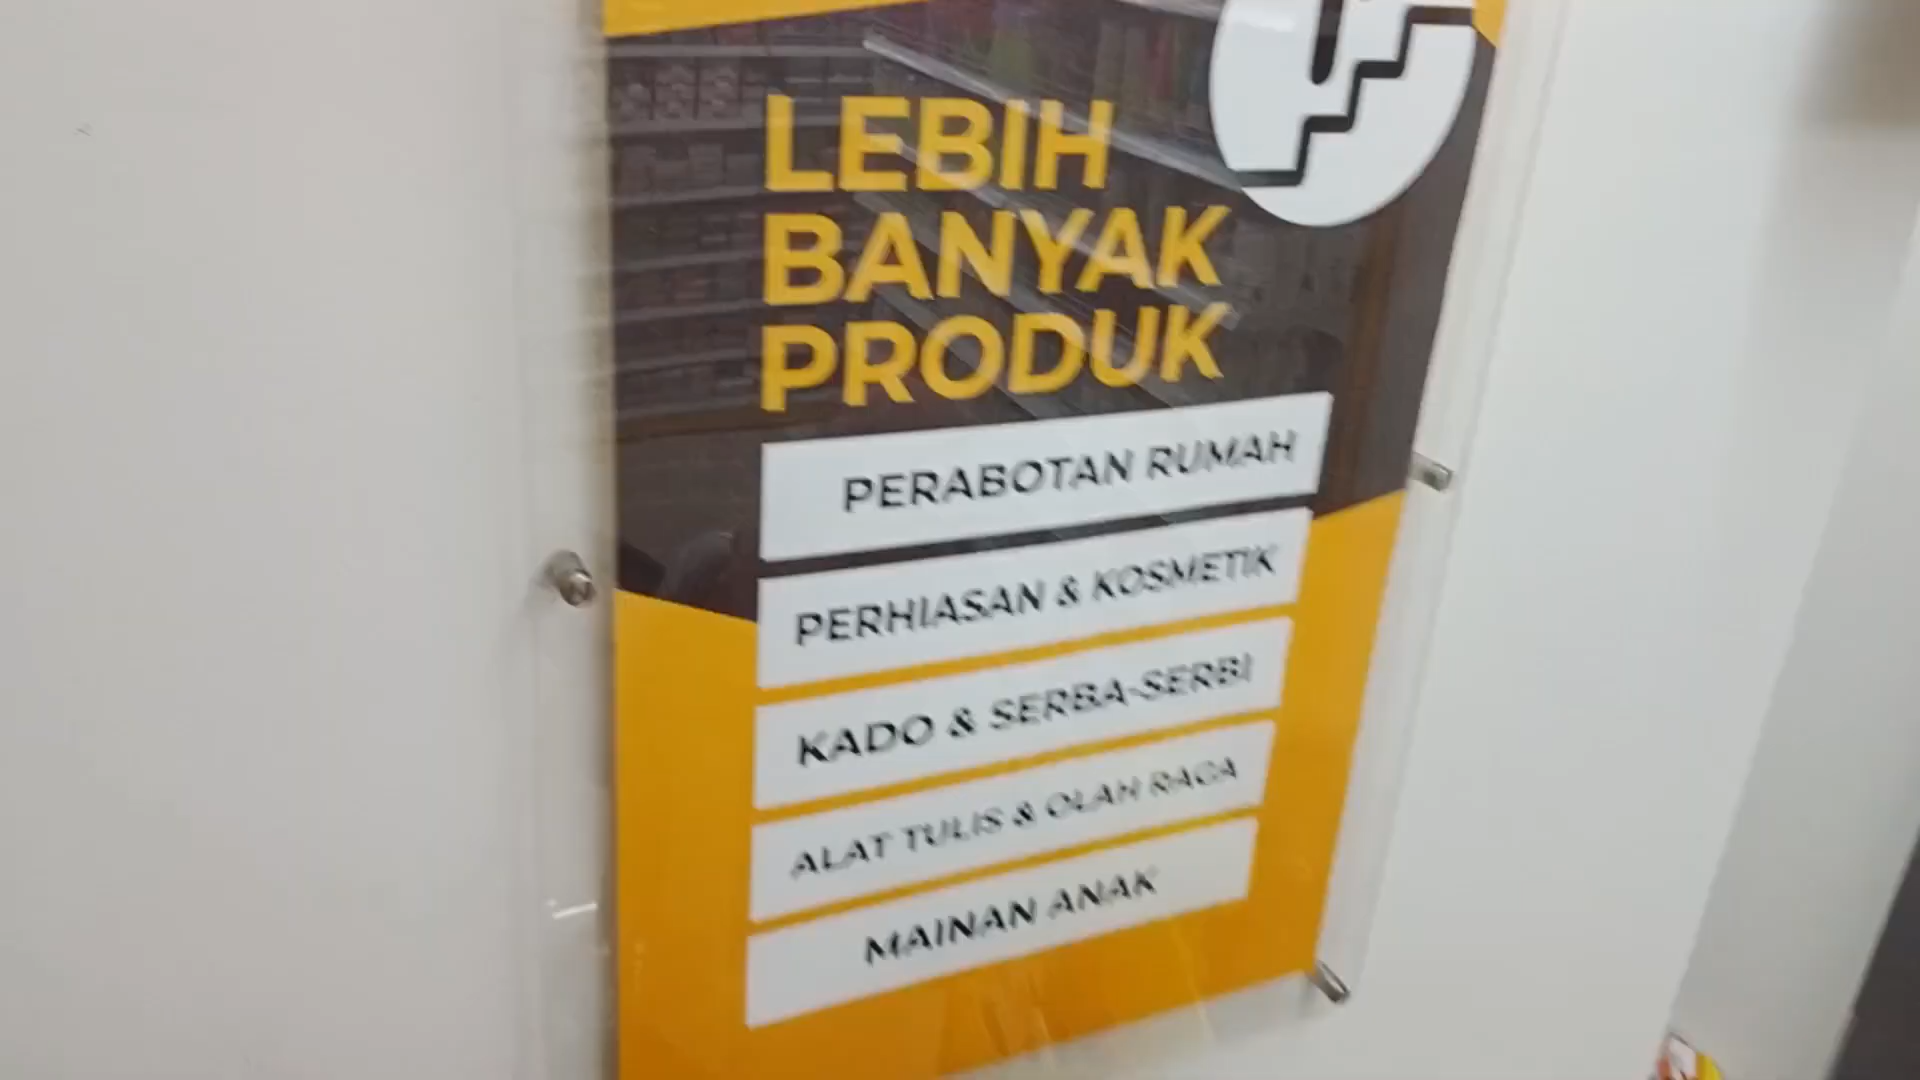 LEBIH
BANYAK
PRODUK
PERABOTAN RUMAH
PERHIASAN & KOSMETIK
KADO & SERBA-SERBI
ALAT TULIS & OLAH RAGA
MAINAN ANAK